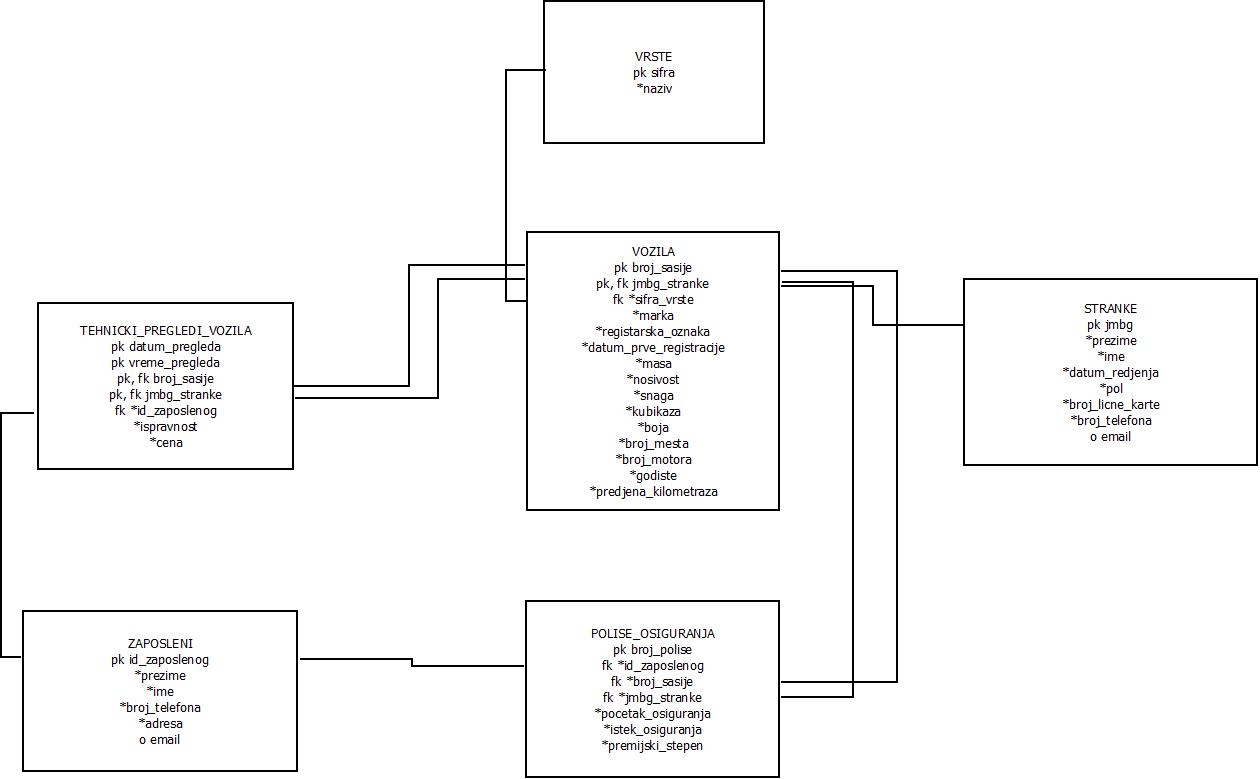 VRSTE
pk sifra
*naziv
VOZILA
pk broj_sasije
pk, fk jmbg_stranke
fk *sifra_vrste
*marka
*registarska_oznaka
*datum_prve_registracije
*masa
*nosivost
*snaga
*kubikaza
*boja
*broj_mesta
*broj_motora
*godiste
*predjena_kilometraza
STRANKE
pk jmbg
*prezime
*ime
*datum_redjenja
*pol
*broj_licne_karte
*broj_telefona
o email
TEHNICKI_PREGLEDI_VOZILA
pk datum_pregleda
pk vreme_pregleda
pk, fk broj_sasije
pk, fk jmbg_stranke
fk *id_zaposlenog
*ispravnost
*cena
ZAPOSLENI
pk id_zaposlenog
*prezime
*ime
*broj_telefona
*adresa
o email
POLISE_OSIGURANJA
pk broj_polise
fk *id_zaposlenog
fk *broj_sasije
fk *jmbg_stranke
*pocetak_osiguranja
*istek_osiguranja
*premijski_stepen